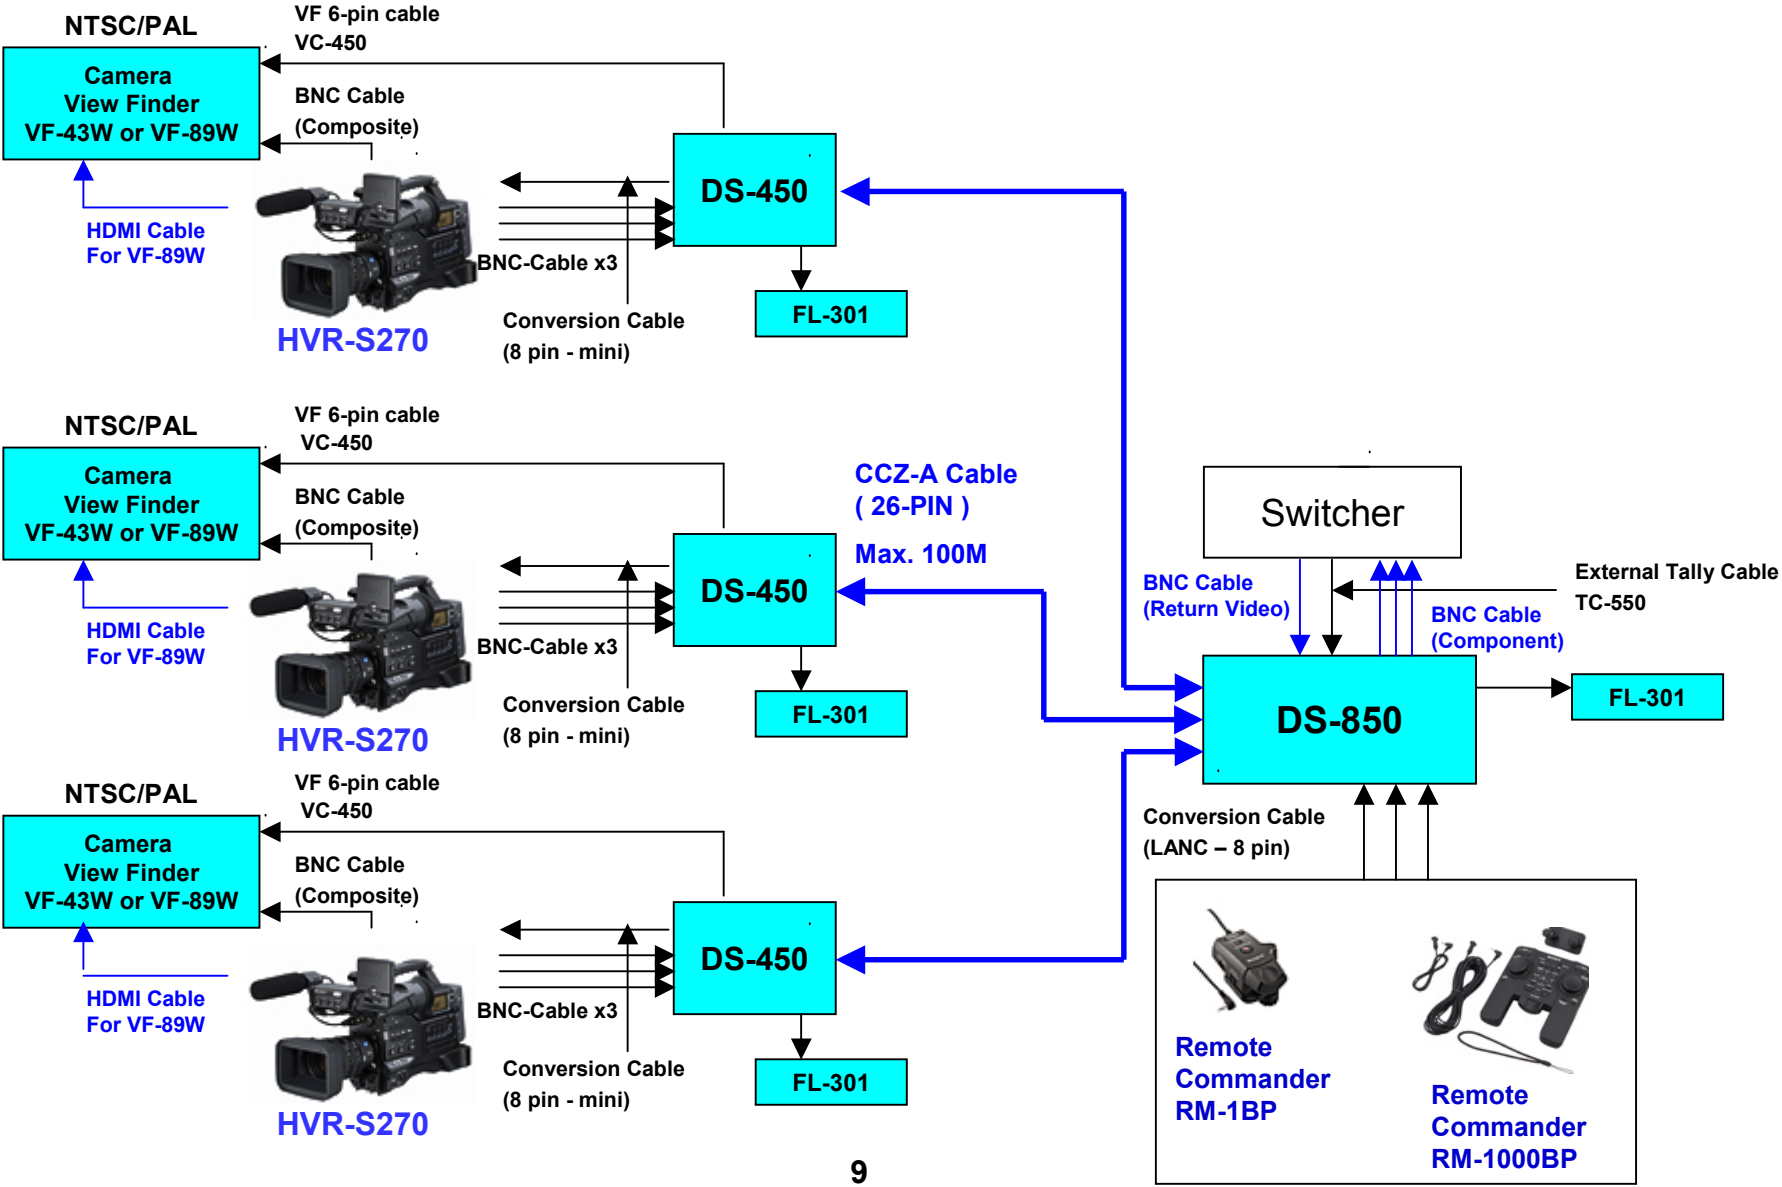 NTSC/PAL
VF 6-pin cable
VC-450
Camera
View Finder
VF-43W or VF-89W
BNC Cable
(Composite)
HDMI Cable
For VF-89W
HVR-S270
BNC-Cable x3
Conversion Cable
(8 pin - mini)
DS-450
FL-301
NTSC/PAL
VF 6-pin cable
VC-450
Camera
View Finder
VF-43W or VF-89W
BNC Cable
(Composite)
HDMI Cable
For VF-89W
HVR-S270
BNC-Cable x3
Conversion Cable
(8 pin - mini)
DS-450
FL-301
CCZ-A Cable
( 26-PIN )
Max. 100M
NTSC/PAL
VF 6-pin cable
VC-450
Camera
View Finder
VF-43W or VF-89W
BNC Cable
(Composite)
HDMI Cable
For VF-89W
HVR-S270
BNC-Cable x3
Conversion Cable
(8 pin - mini)
DS-450
FL-301
Switcher
BNC Cable
(Return Video)
BNC Cable
(Component)
External Tally Cable
TC-550
DS-850
FL-301
Conversion Cable
(LANC – 8 pin)
Remote
Commander
RM-1BP
Remote
Commander
RM-1000BP
9